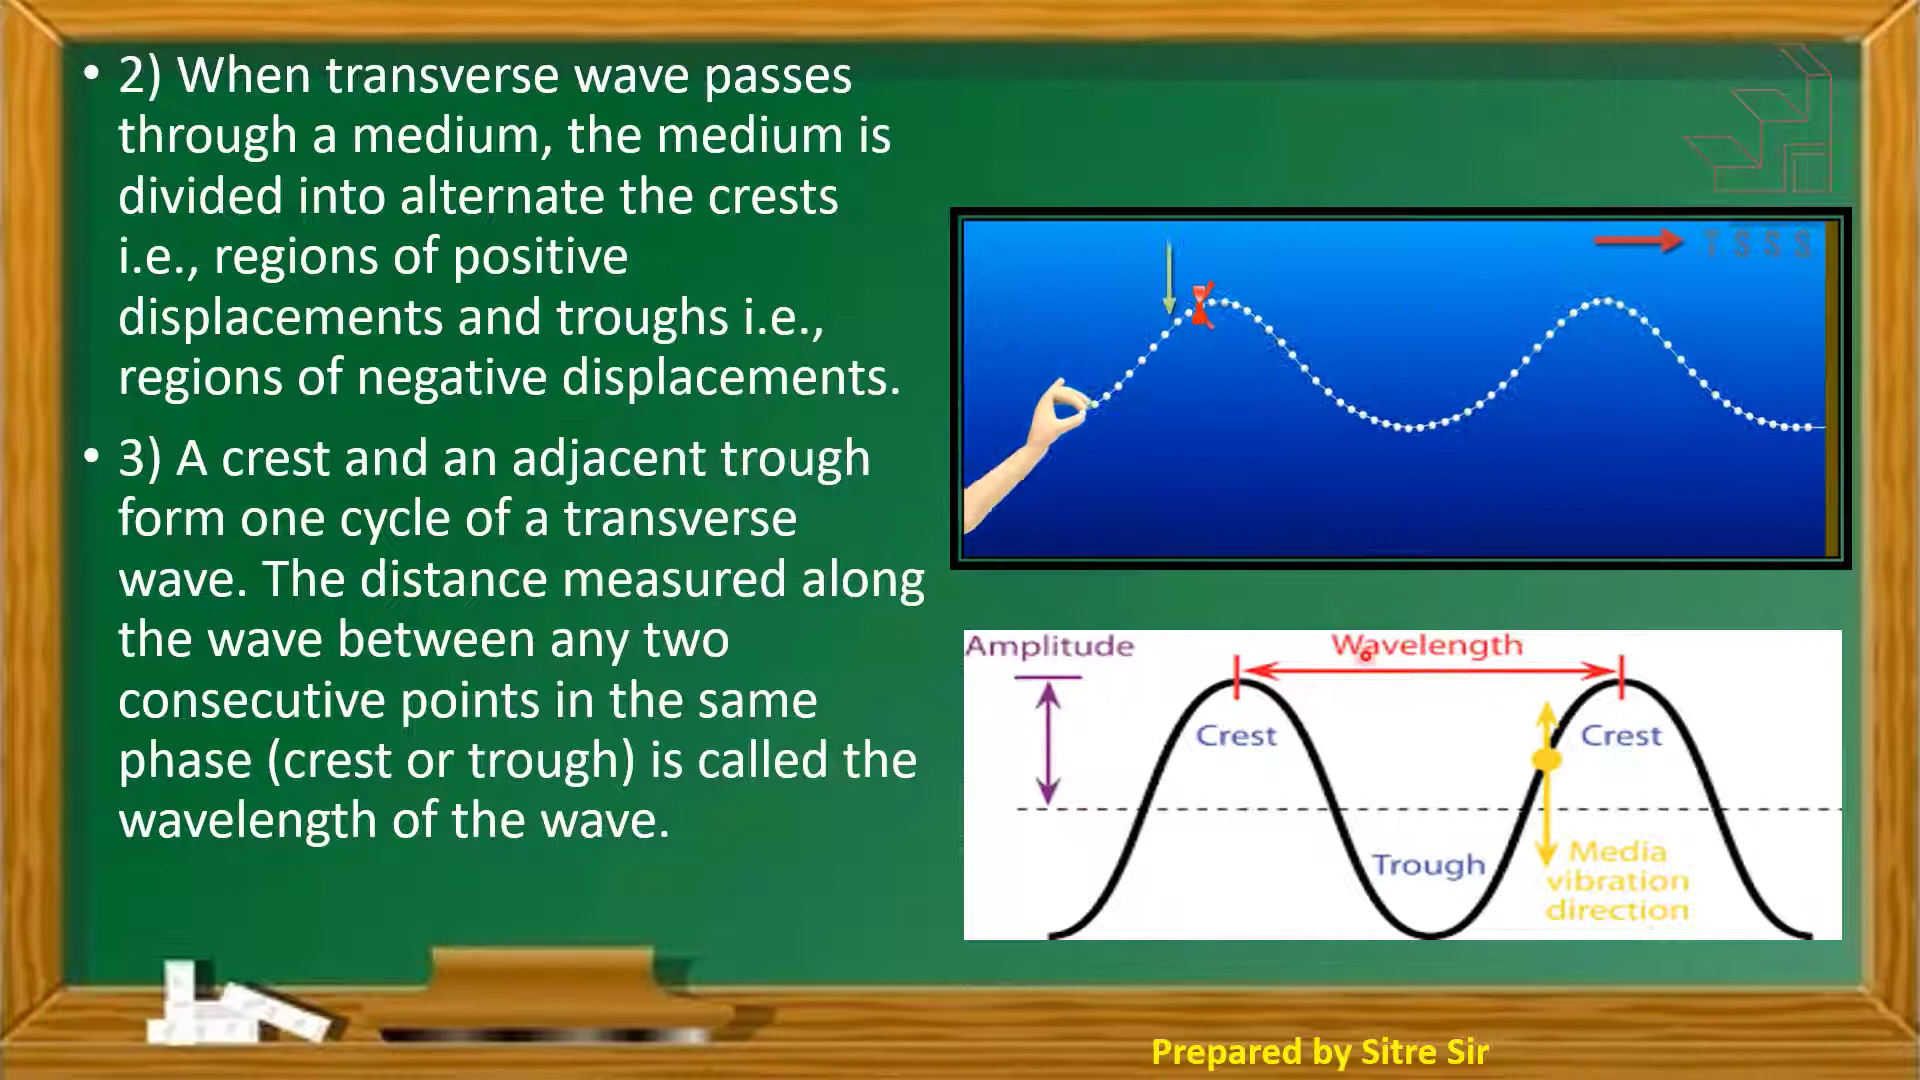 • 2) When transverse wave passes
through a medium, the medium is
divided into alternate the crests
i.e., regions of positive
displacements and troughs i.e.,
regions of negative displacements.
• 3) A crest and an adjacent trough
form one cycle of a transverse
wave. The distance measured along
the wave between any two
consecutive points in the same
phase (crest or trough) is called the
wavelength of the wave.
T S S S
Amplitude
Wavelength
Crest
Crest
Trough
Media
vibration
direction
Prepared by Sitre Sir